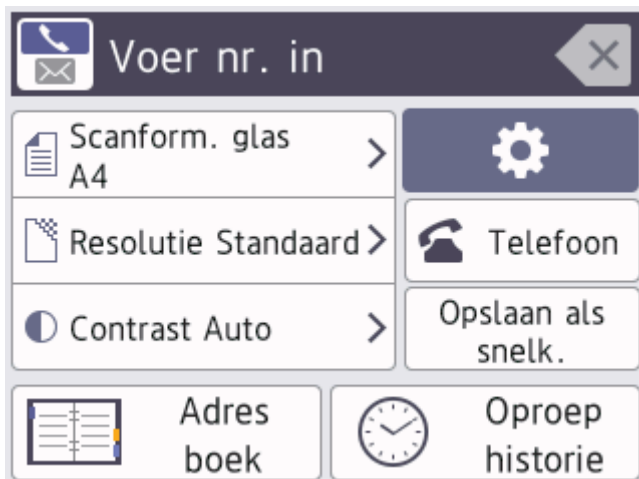 Voer nr. in
Scanform. glas
A4
Resolutie Standaard
Contrast Auto
Telefoon
Opslaan als
snelk.
Adres
boek
Oproep
historie